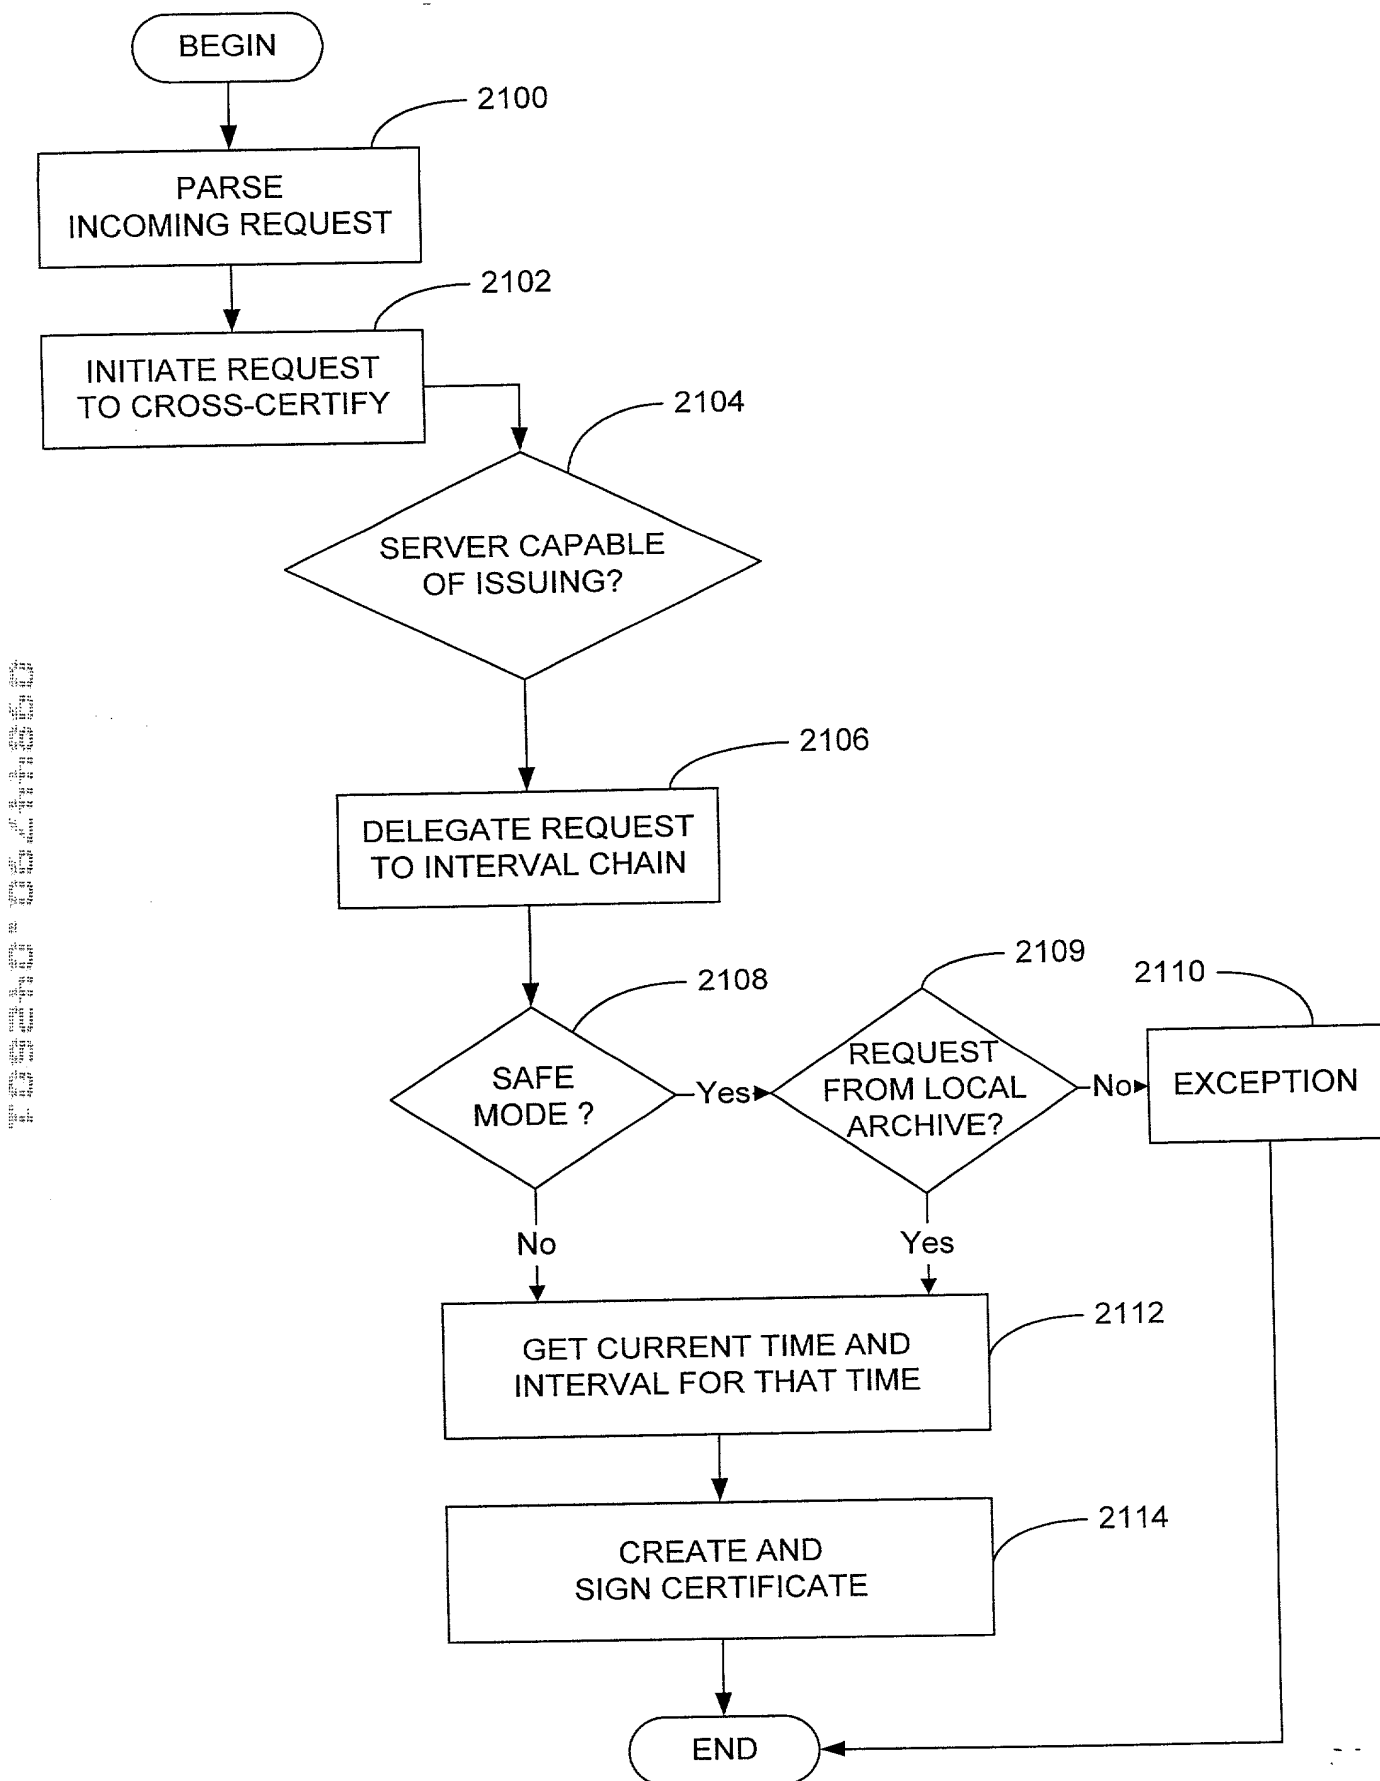 BEGIN
2100
PARSE
INCOMING REQUEST
2102
INITIATE REQUEST
TO CROSS-CERTIFY
2104
SERVER CAPABLE
OF ISSUING?
2106
DELEGATE REQUEST
TO INTERVAL CHAIN
2108
SAFE
MODE ?
Yes
No
2109
REQUEST
FROM LOCAL
ARCHIVE?
No
Yes
2110
EXCEPTION
2112
GET CURRENT TIME AND
INTERVAL FOR THAT TIME
2114
CREATE AND
SIGN CERTIFICATE
END